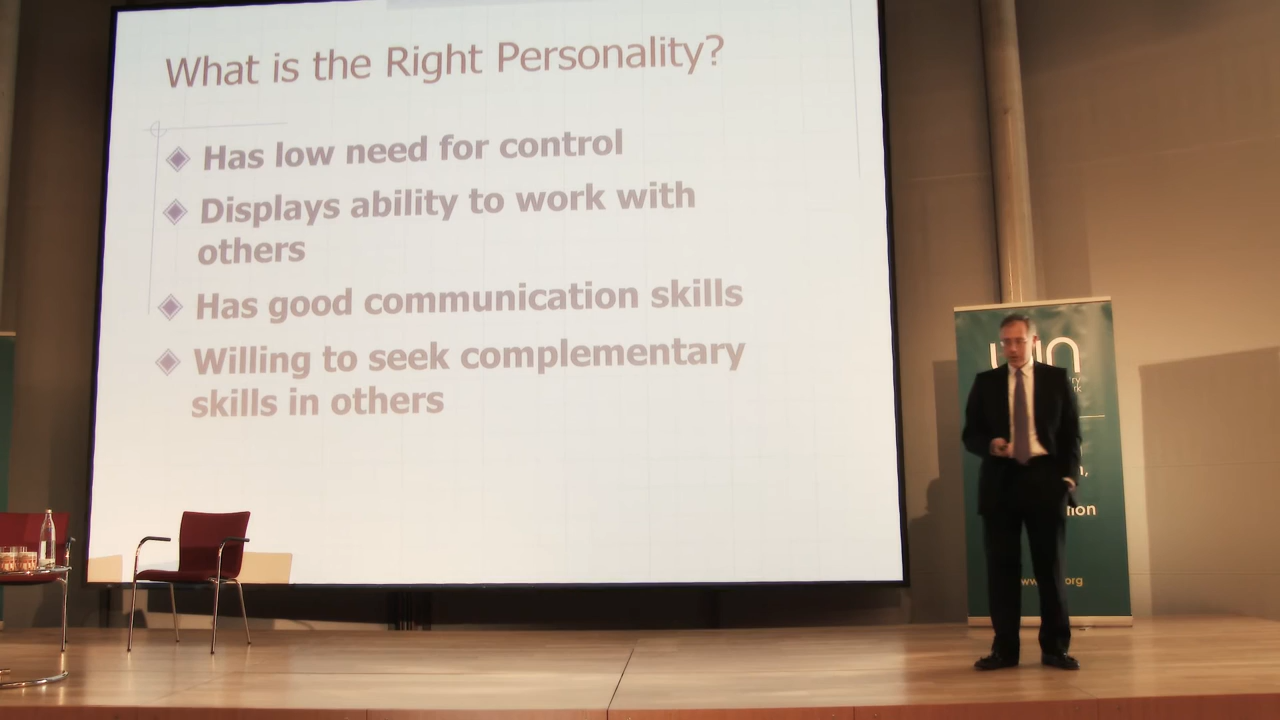 What is the Right Personality?
Has low need for control
Displays ability to work with
others
Has good communication skills
Willing to seek complementary
skills in others